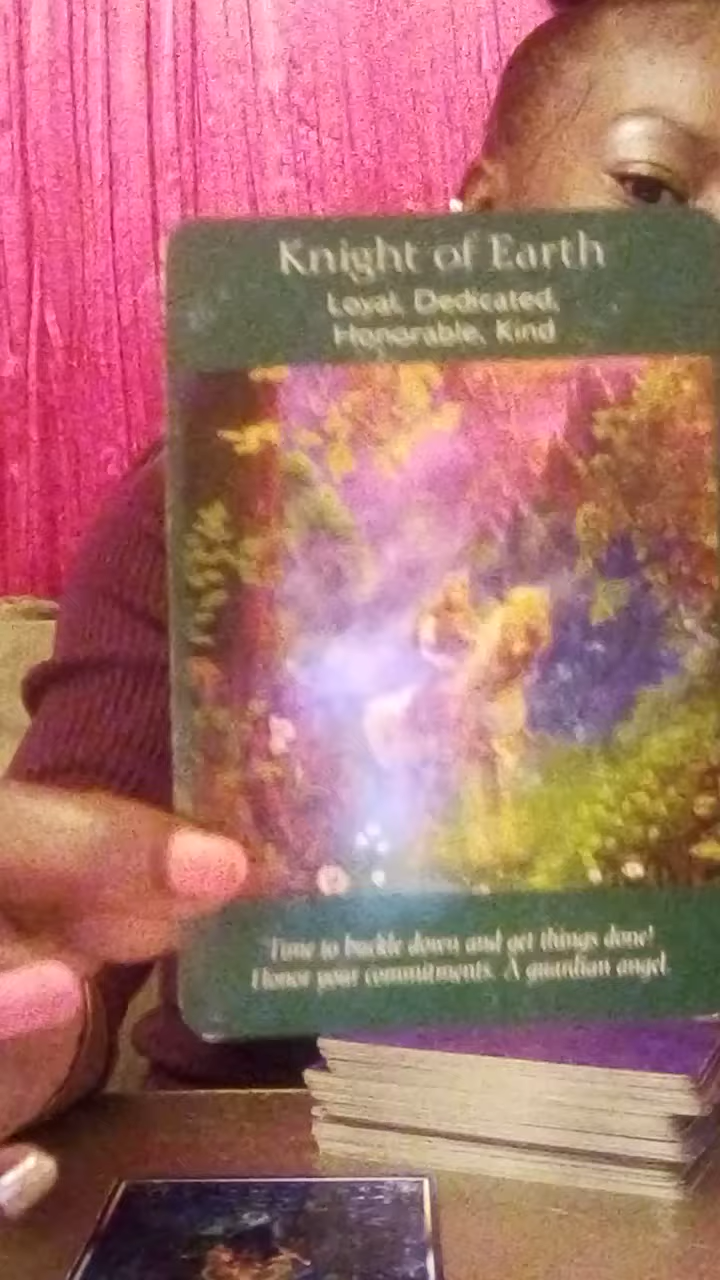 Knight of Earth
Loyal, Dedicated,
Honorable, Kind
Time to buckle down and get things done!
Honor your commitments. A guardian angel.